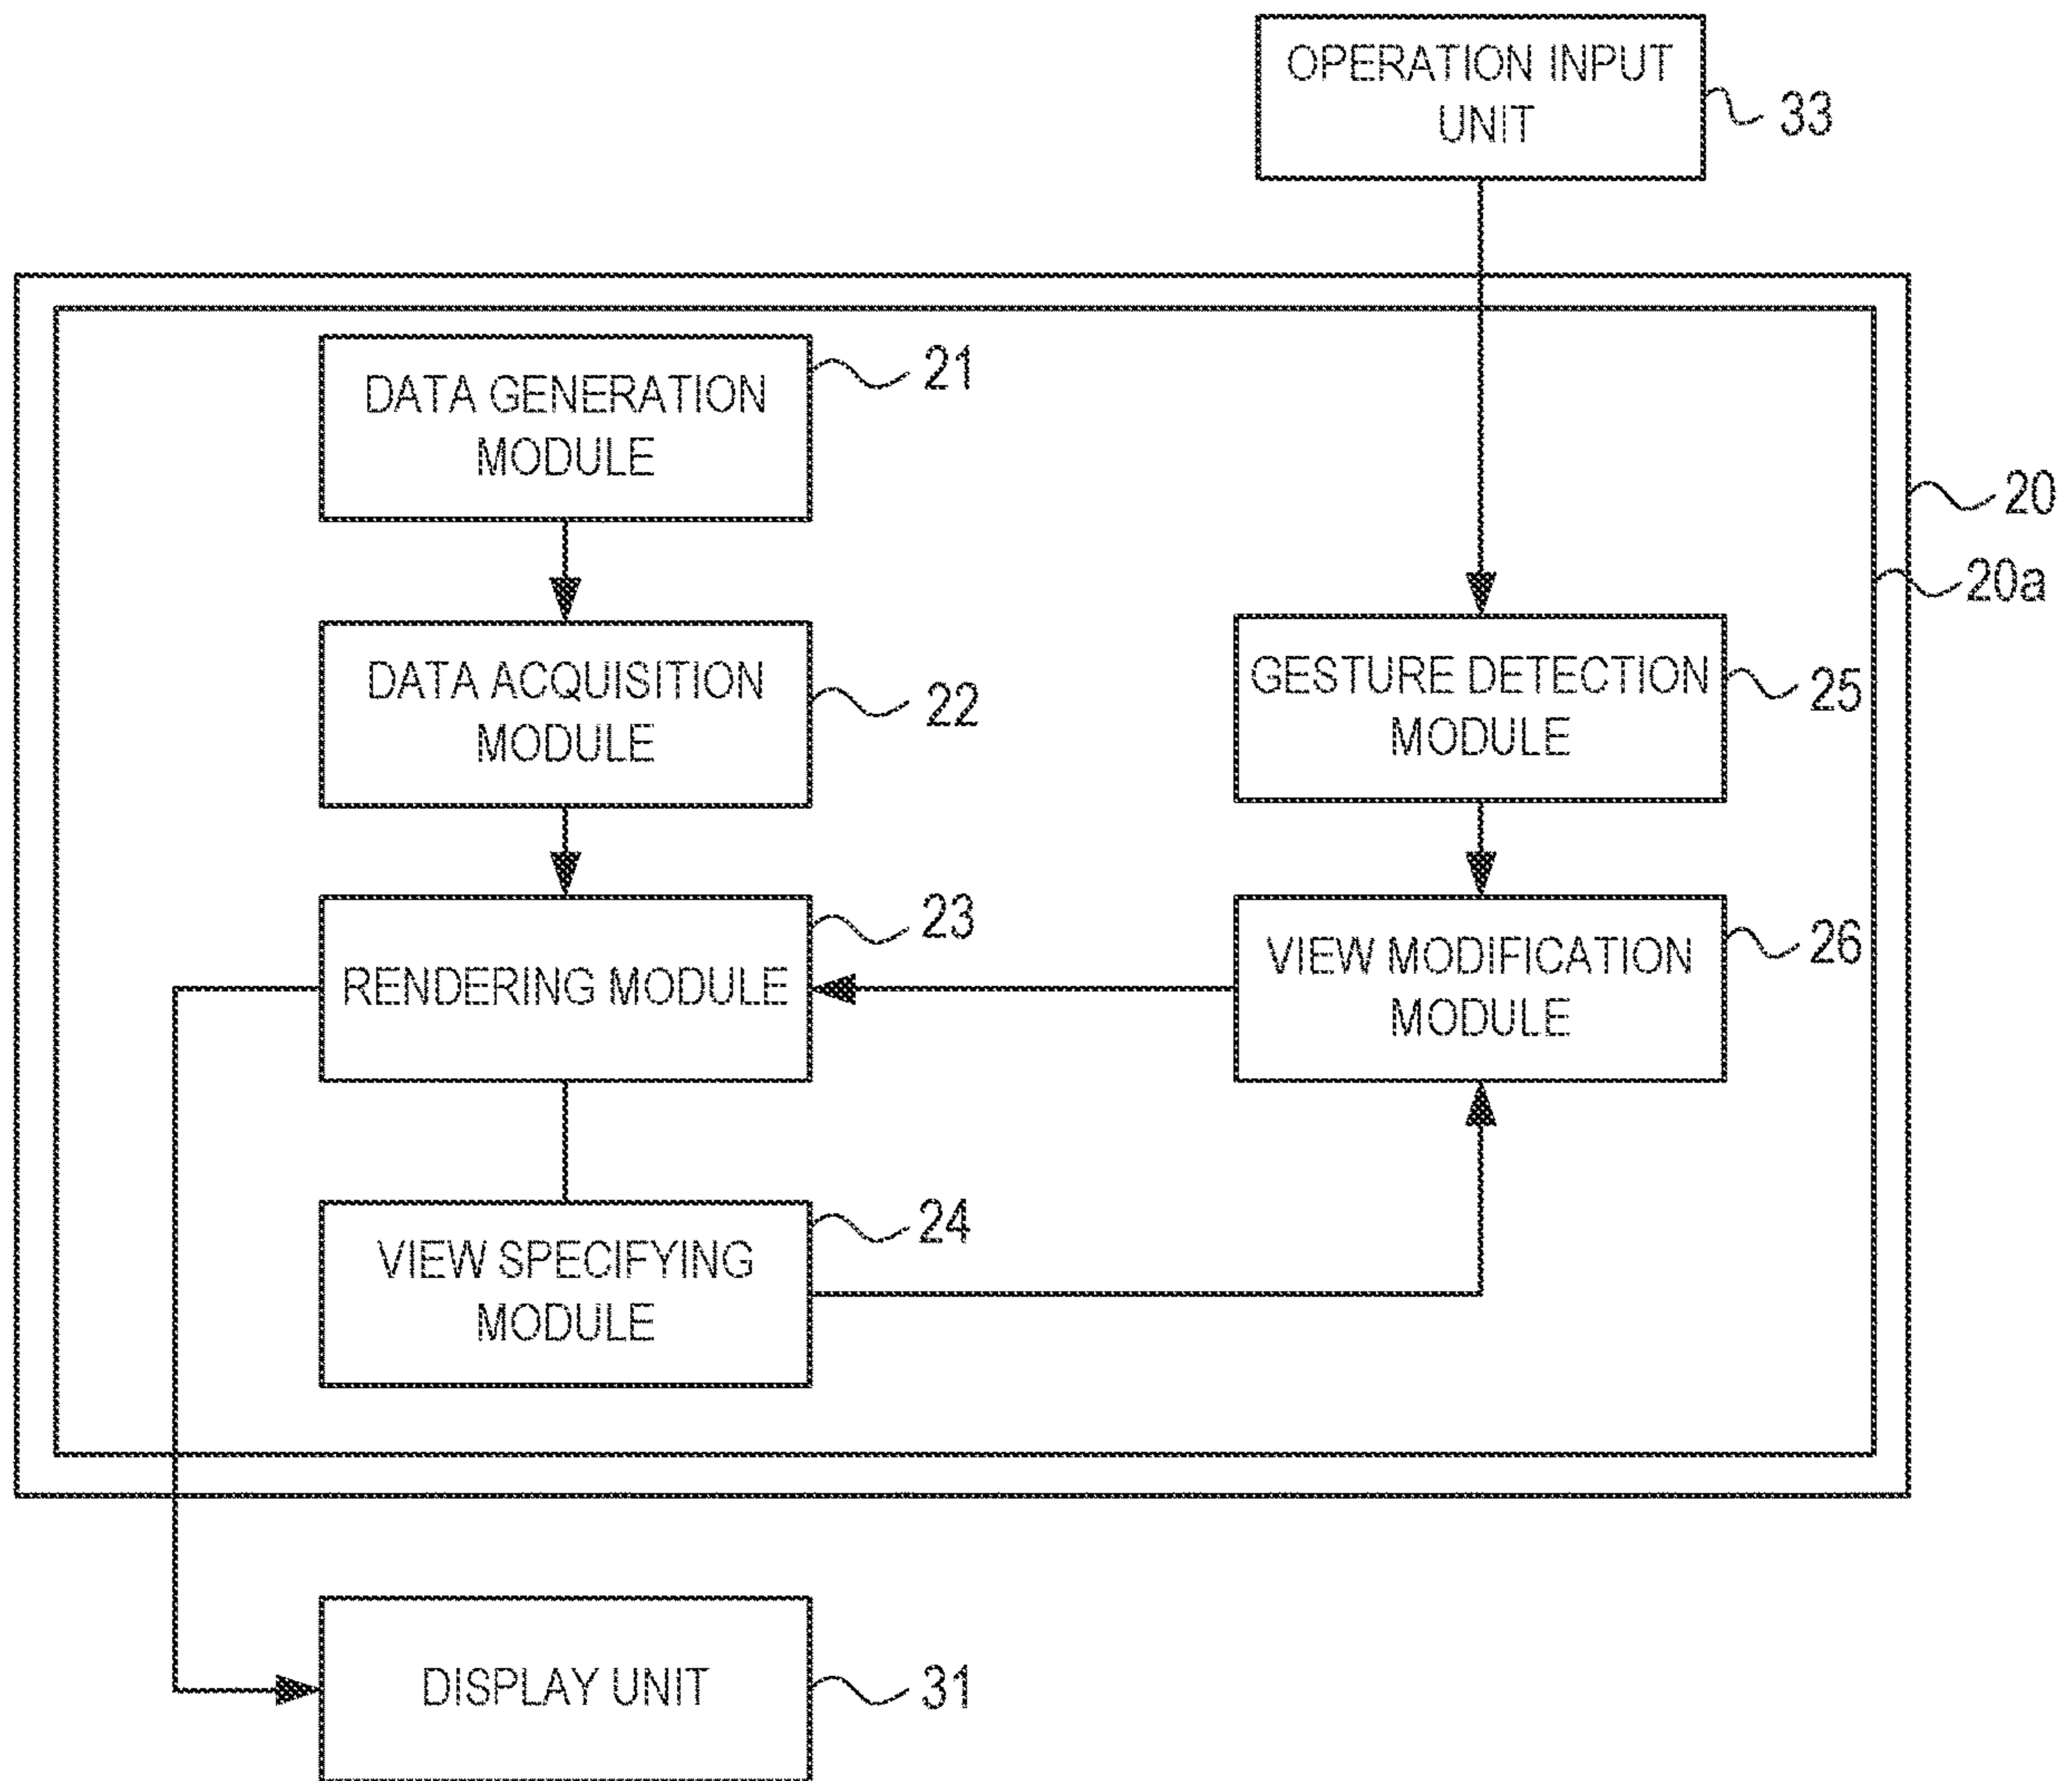 OPERATION INPUT
UNIT
33
DATA GENERATION
MODULE
21
20
20a
DATA ACQUISITION
MODULE
22
GESTURE DETECTION
MODULE
25
RENDERING MODULE
23
VIEW MODIFICATION
MODULE
26
VIEW SPECIFYING
MODULE
24
DISPLAY UNIT
31